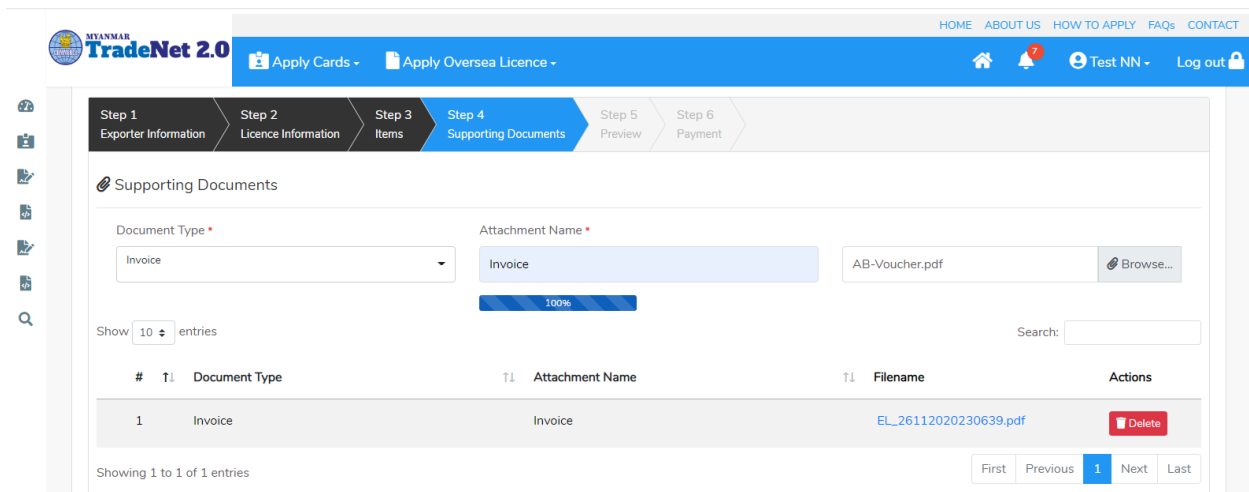 HOME ABOUT US HOW TO APPLY FAQs CONTACT
MYANMAR
TradeNet 2.0
Apply Cards Apply Oversea Licence 7 Test NN Log out
Step 1 Step 2 Step 3 Step 4 Step 5 Step 6
Exporter Information Licence Information Items Supporting Documents Preview Payment
Supporting Documents
Document Type * Attachment Name *
Invoice Invoice AB-Voucher.pdf Browse...
100%
Show 10 entries Search:
# Document Type Attachment Name Filename Actions
1 Invoice Invoice EL_26112020230639.pdf Delete
Showing 1 to 1 of 1 entries First Previous 1 Next Last